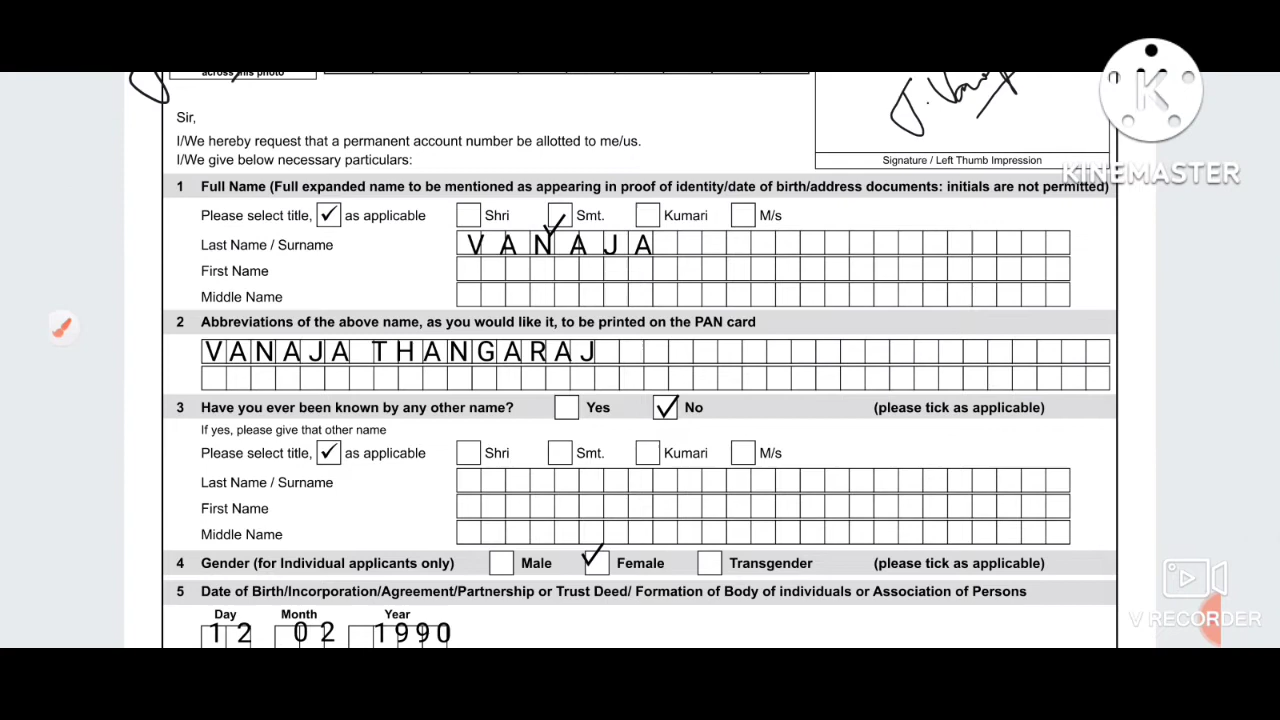 across this photo
Sir,
I/We hereby request that a permanent account number be allotted to me/us.
I/We give below necessary particulars:
Signature / Left Thumb Impression
KINEMASTER
1 Full Name (Full expanded name to be mentioned as appearing in proof of identity/date of birth/address documents: initials are not permitted)
Please select title, ✓ as applicable Shri Smt. Kumari M/s
Last Name / Surname VANAJA
First Name
Middle Name
2 Abbreviations of the above name, as you would like it, to be printed on the PAN card
VANAJA THANGARAJ
3 Have you ever been known by any other name? Yes No (please tick as applicable)
If yes, please give that other name
Please select title, ✓ as applicable Shri Smt. Kumari M/s
Last Name / Surname
First Name
Middle Name
4 Gender (for Individual applicants only) Male Female Transgender (please tick as applicable)
5 Date of Birth/Incorporation/Agreement/Partnership or Trust Deed/ Formation of Body of individuals or Association of Persons
Day Month Year
12 02 1990
V RECORDER